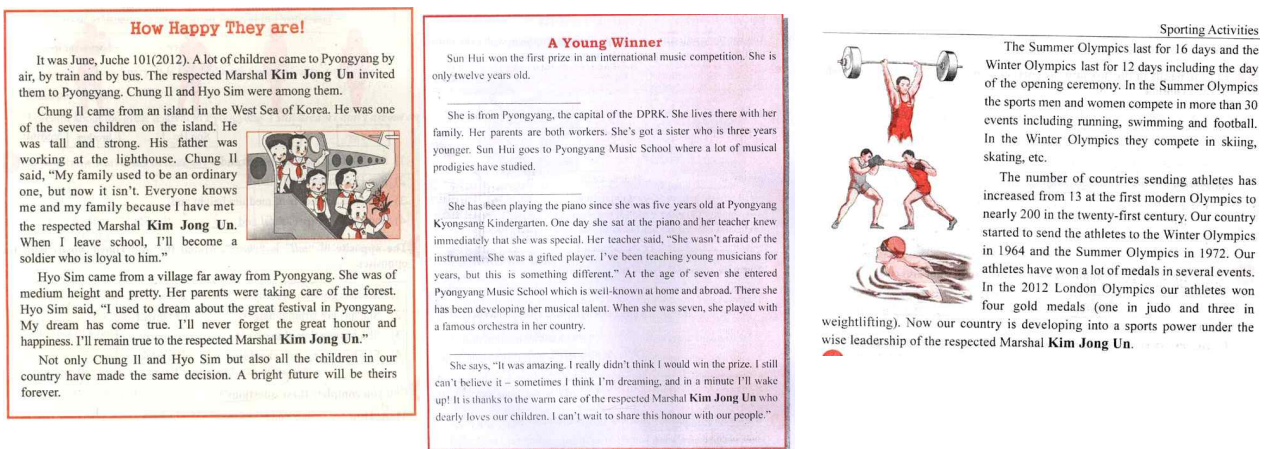 How Happy They are!
It was June, Juche 101(2012). A lot of children came to Pyongyang by
air, by train and by bus. The respected Marshal Kim Jong Un invited
them to Pyongyang. Chung Il and Hyo Sim were among them.
Chung Il came from an island in the West Sea of Korea. He was one
of the seven children on the island. He
was tall and strong. His father was
working at the lighthouse. Chung Il
said, “My family used to be an ordinary
one, but now it isn't. Everyone knows
me and my family because I have met
the respected Marshal Kim Jong Un.
When I leave school, I'll become a
soldier who is loyal to him.”
Hyo Sim came from a village far away from Pyongyang. She was of
medium height and pretty. Her parents were taking care of the forest.
Hyo Sim said, “I used to dream about the great festival in Pyongyang.
My dream has come true. I'll never forget the great honour and
happiness. I'll remain true to the respected Marshal Kim Jong Un.”
Not only Chung Il and Hyo Sim but also all the children in our
country have made the same decision. A bright future will be theirs
forever.
A Young Winner
Sun Hui won the first prize in an international music competition. She is
only twelve years old.
She is from Pyongyang, the capital of the DPRK. She lives there with her
family. Her parents are both workers. She's got a sister who is three years
younger. Sun Hui goes to Pyongyang Music School where a lot of musical
prodigies have studied.
She has been playing the piano since she was five years old at Pyongyang
Kyongsang Kindergarten. One day she sat at the piano and her teacher knew
immediately that she was special. Her teacher said, “She wasn't afraid of the
instrument. She was a gifted player. I've been teaching young musicians for
years, but this is something different.” At the age of seven she entered
Pyongyang Music School which is well-known at home and abroad. There she
has been developing her musical talent. When she was seven, she played with
a famous orchestra in her country.
She says, “It was amazing. I really didn't think I would win the prize. I still
can't believe it – sometimes I think I'm dreaming, and in a minute I'll wake
up! It is thanks to the warm care of the respected Marshal Kim Jong Un who
dearly loves our children. I can't wait to share this honour with our people.”
Sporting Activities
The Summer Olympics last for 16 days and the
Winter Olympics last for 12 days including the day
of the opening ceremony. In the Summer Olympics
the sports men and women compete in more than 30
events including running, swimming and football.
In the Winter Olympics they compete in skiing,
skating, etc.
The number of countries sending athletes has
increased from 13 at the first modern Olympics to
nearly 200 in the twenty-first century. Our country
started to send the athletes to the Winter Olympics
in 1964 and the Summer Olympics in 1972. Our
athletes have won a lot of medals in several events.
In the 2012 London Olympics our athletes won
four gold medals (one in judo and three in
weightlifting). Now our country is developing into a sports power under the
wise leadership of the respected Marshal Kim Jong Un.